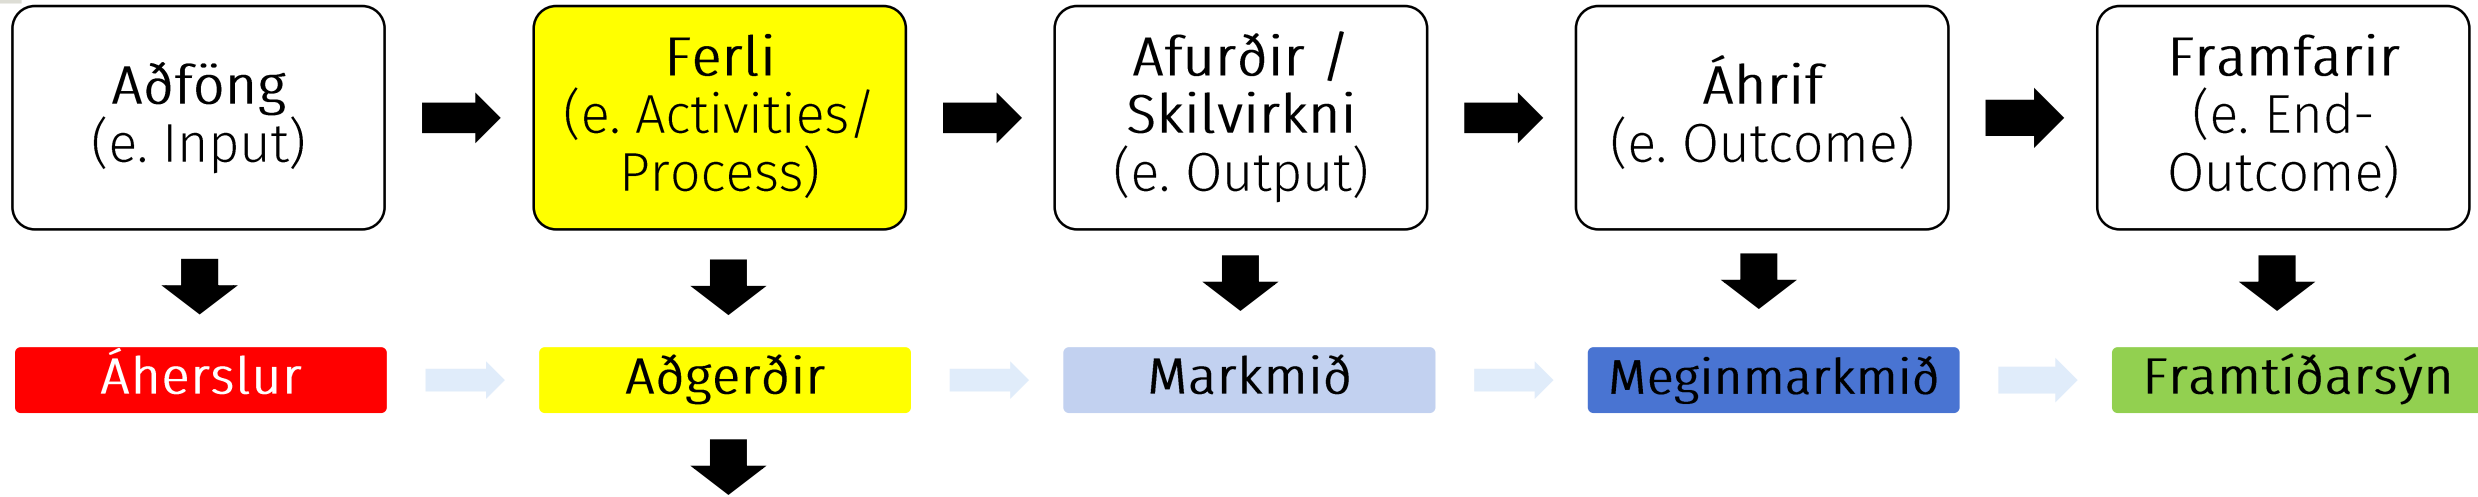 Aðföng
(e. Input)
Ferli
(e. Activities/
Process)
Afurðir /
Skilvirkni
(e. Output)
Áhrif
(e. Outcome)
Framfarir
(e. End-
Outcome)
Áherslur
Aðgerðir
Markmið
Meginmarkmið
Framtíðarsýn